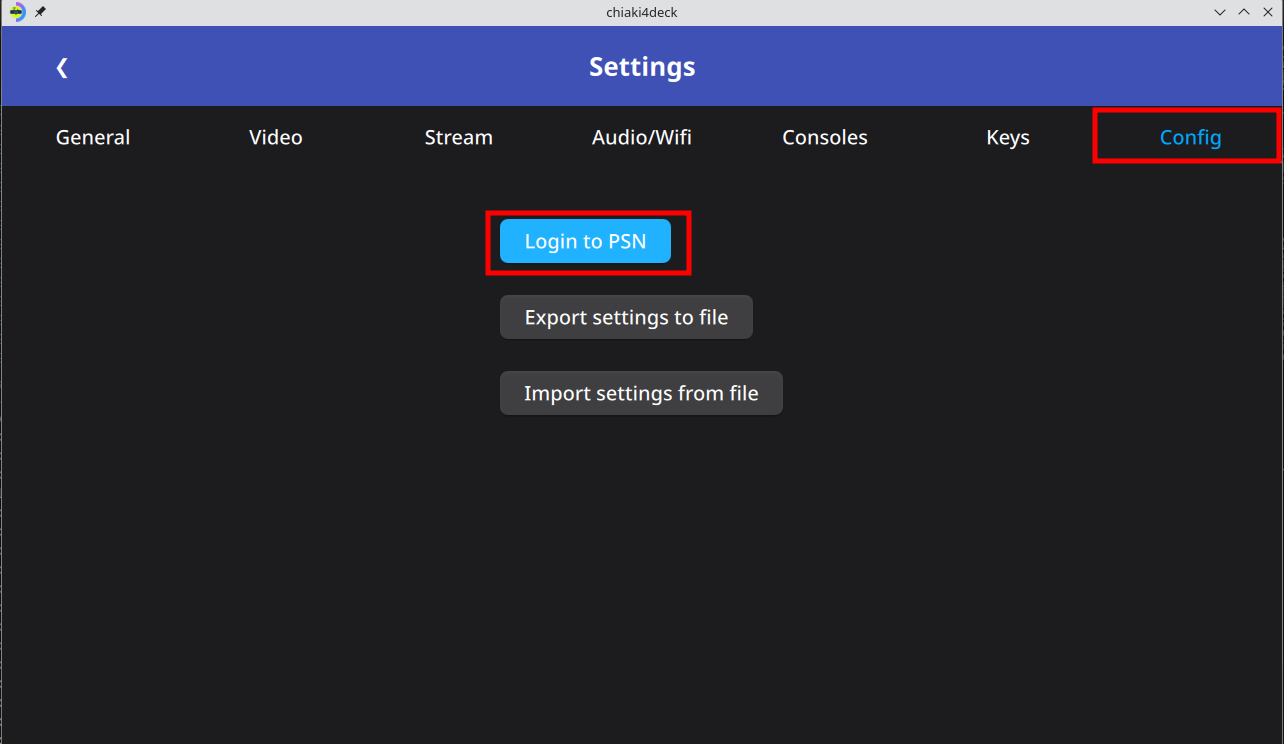 chiaki4deck
Settings
General Video Stream Audio/Wifi Consoles Keys Config
Login to PSN
Export settings to file
Import settings from file